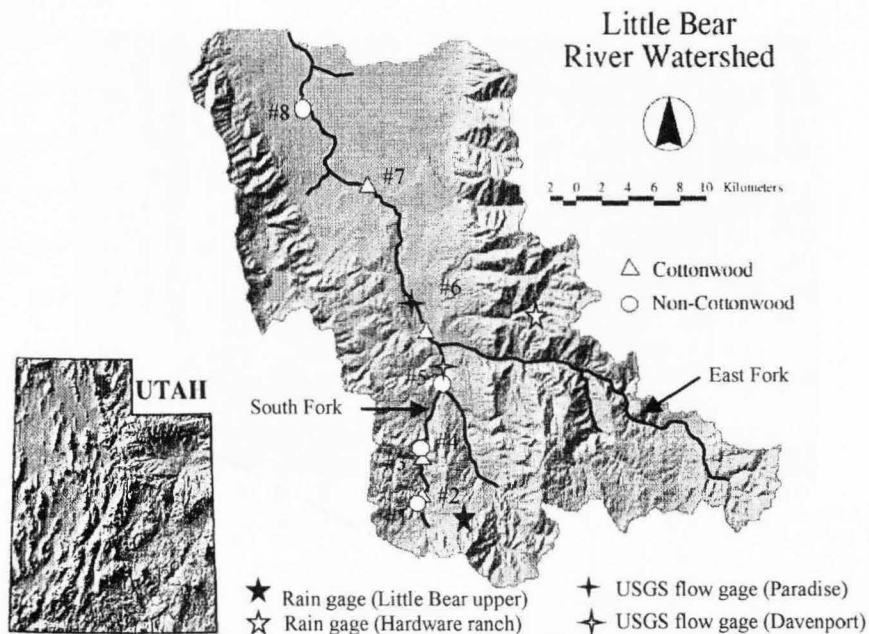 Little Bear
River Watershed
#8
#7
2 0 2 4 6 8 10 Kilometers
Cottonwood
#6
Non-Cottonwood
#5
East Fork
UTAH
South Fork
#4
#3
#2
Rain gage (Little Bear upper)
USGS flow gage (Paradise)
Rain gage (Hardware ranch)
USGS flow gage (Davenport)